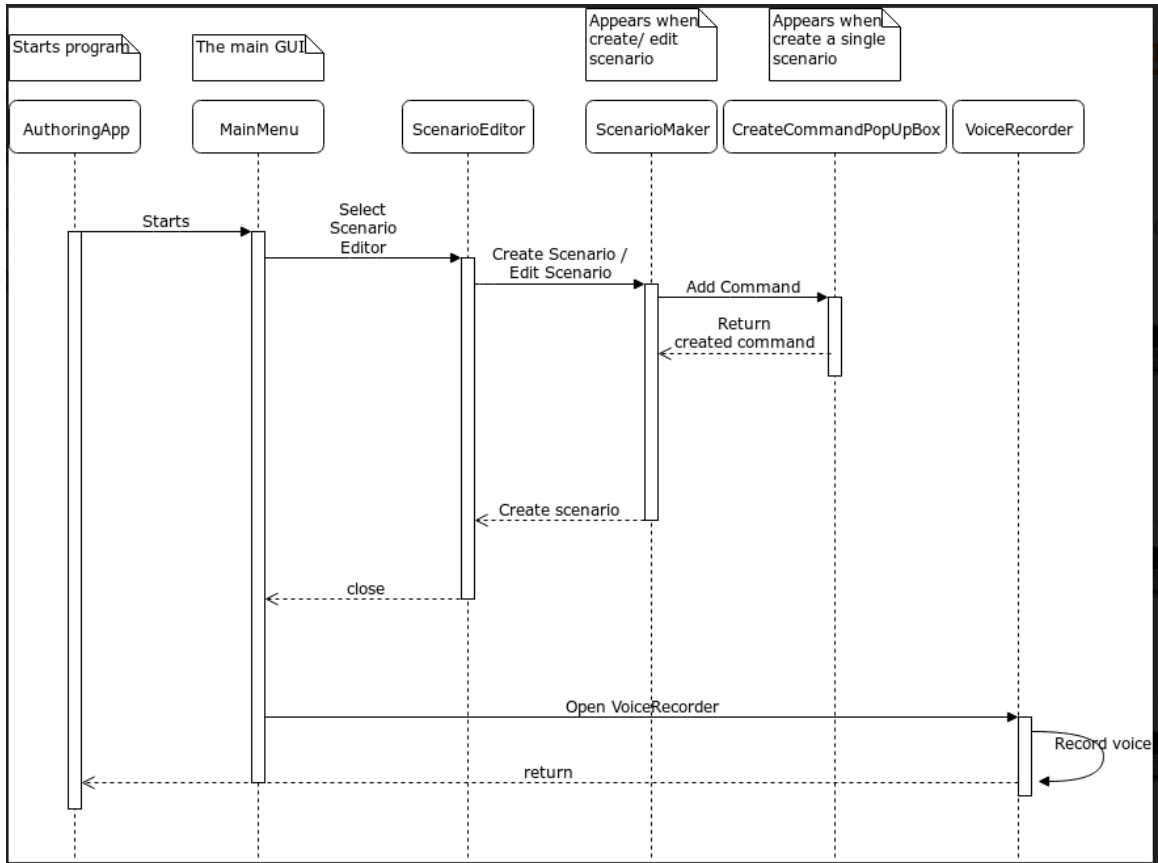 Starts program
The main GUI
Appears when
create/ edit
scenario
Appears when
create a single
scenario
AuthoringApp
MainMenu
ScenarioEditor
ScenarioMaker
CreateCommandPopUpBox
VoiceRecorder
Starts
Select
Scenario
Editor
Create Scenario /
Edit Scenario
Add Command
Return
created command
Create scenario
close
Open VoiceRecorder
Record voice
return